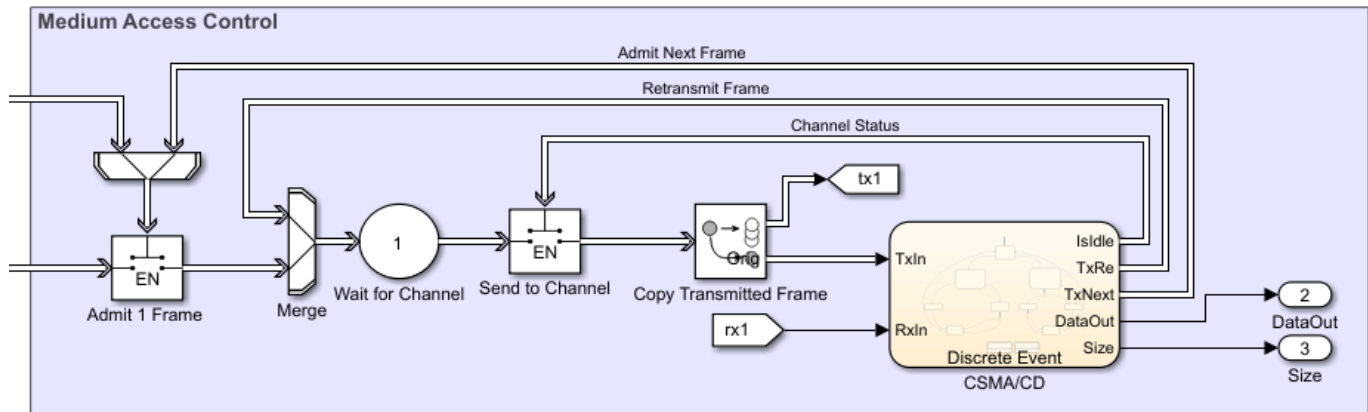 Medium Access Control
Admit Next Frame
Retransmit Frame
Channel Status
tx1
EN
Admit 1 Frame
Merge
1
Wait for Channel
EN
Send to Channel
Orig
Copy Transmitted Frame
rx1
TxIn
RxIn
IsIdle
TxRe
TxNext
DataOut
Size
Discrete Event
CSMA/CD
2
DataOut
3
Size